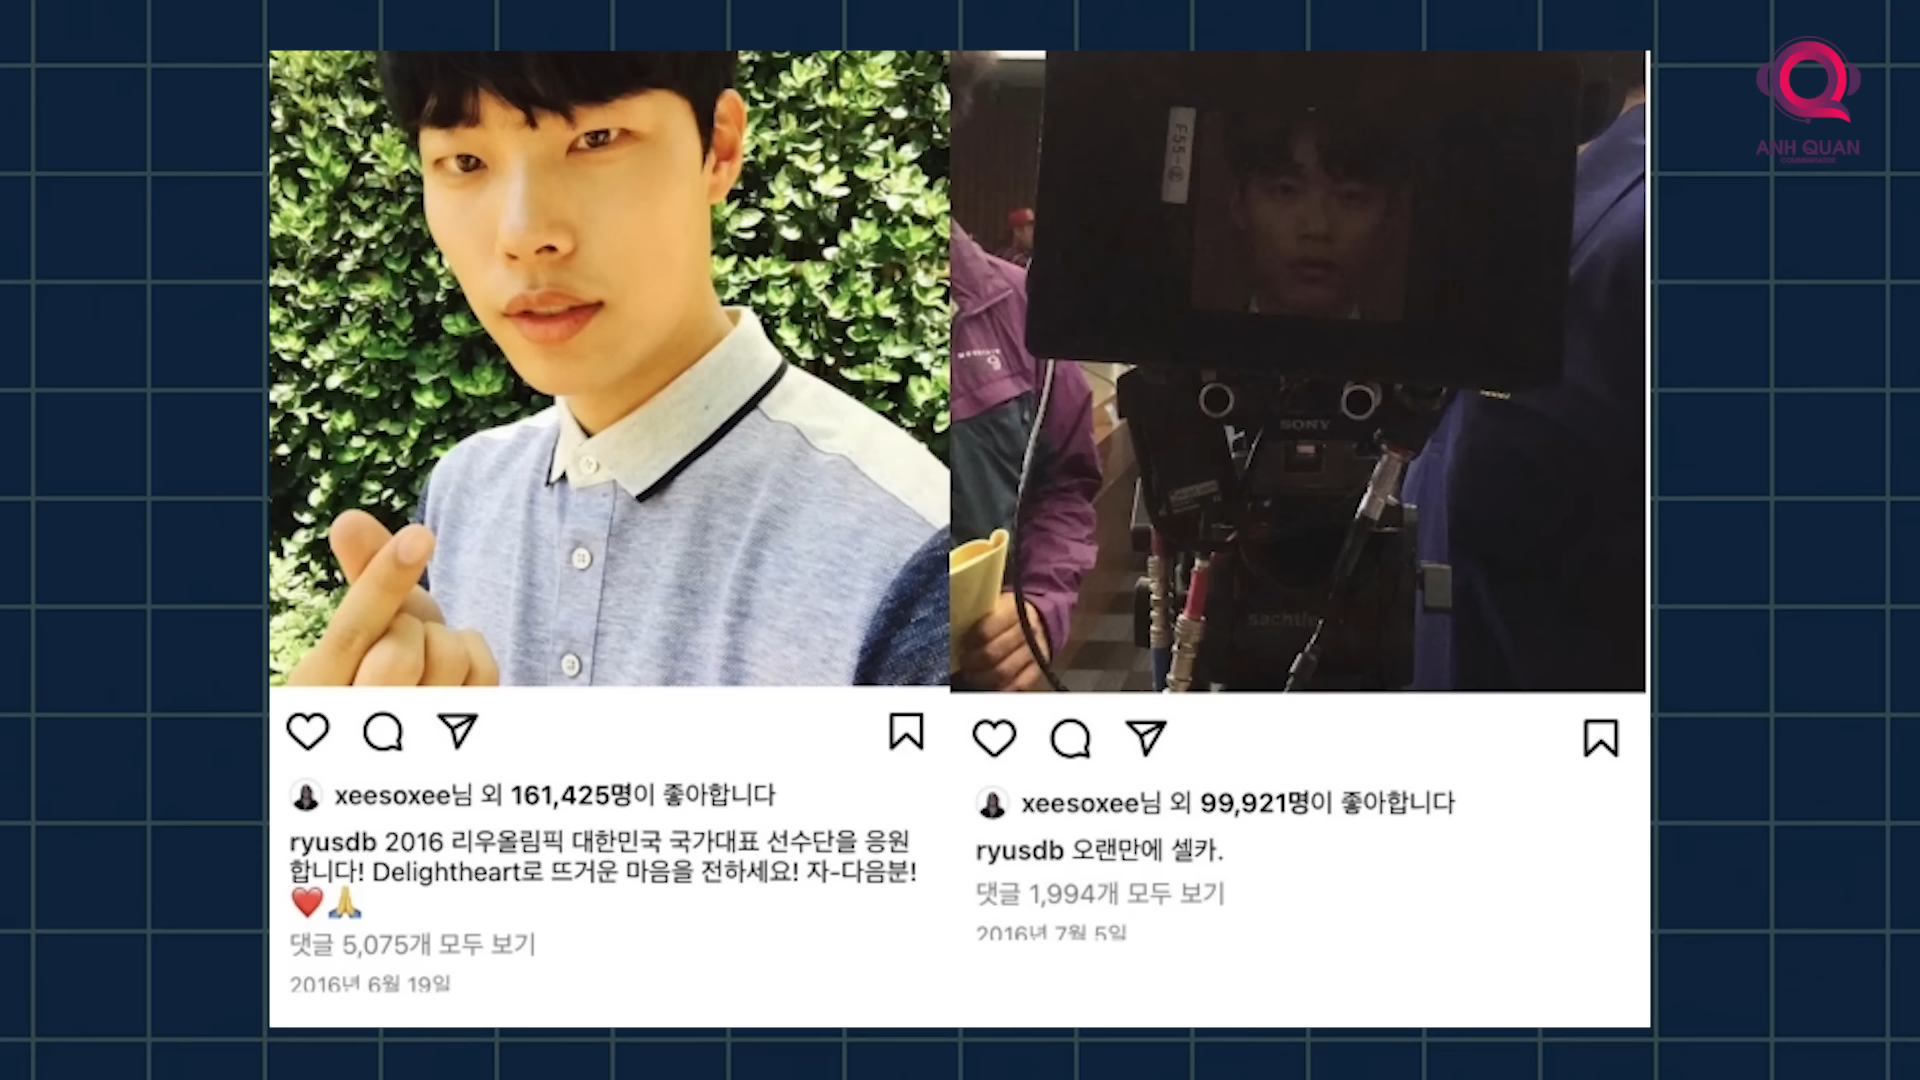 ANH QUAN
COMMENTATOR
F55-
SONY
sachtler
xeesoxee님 외 161,425명이 좋아합니다
ryusdb 2016 리우올림픽 대한민국 국가대표 선수단을 응원
합니다! Delightheart로 뜨거운 마음을 전하세요! 자-다음분!
❤️🙏
댓글 5,075개 모두 보기
2016년 6월 19일
xeesoxee님 외 99,921명이 좋아합니다
ryusdb 오랜만에 셀카.
댓글 1,994개 모두 보기
2016년 7월 5일